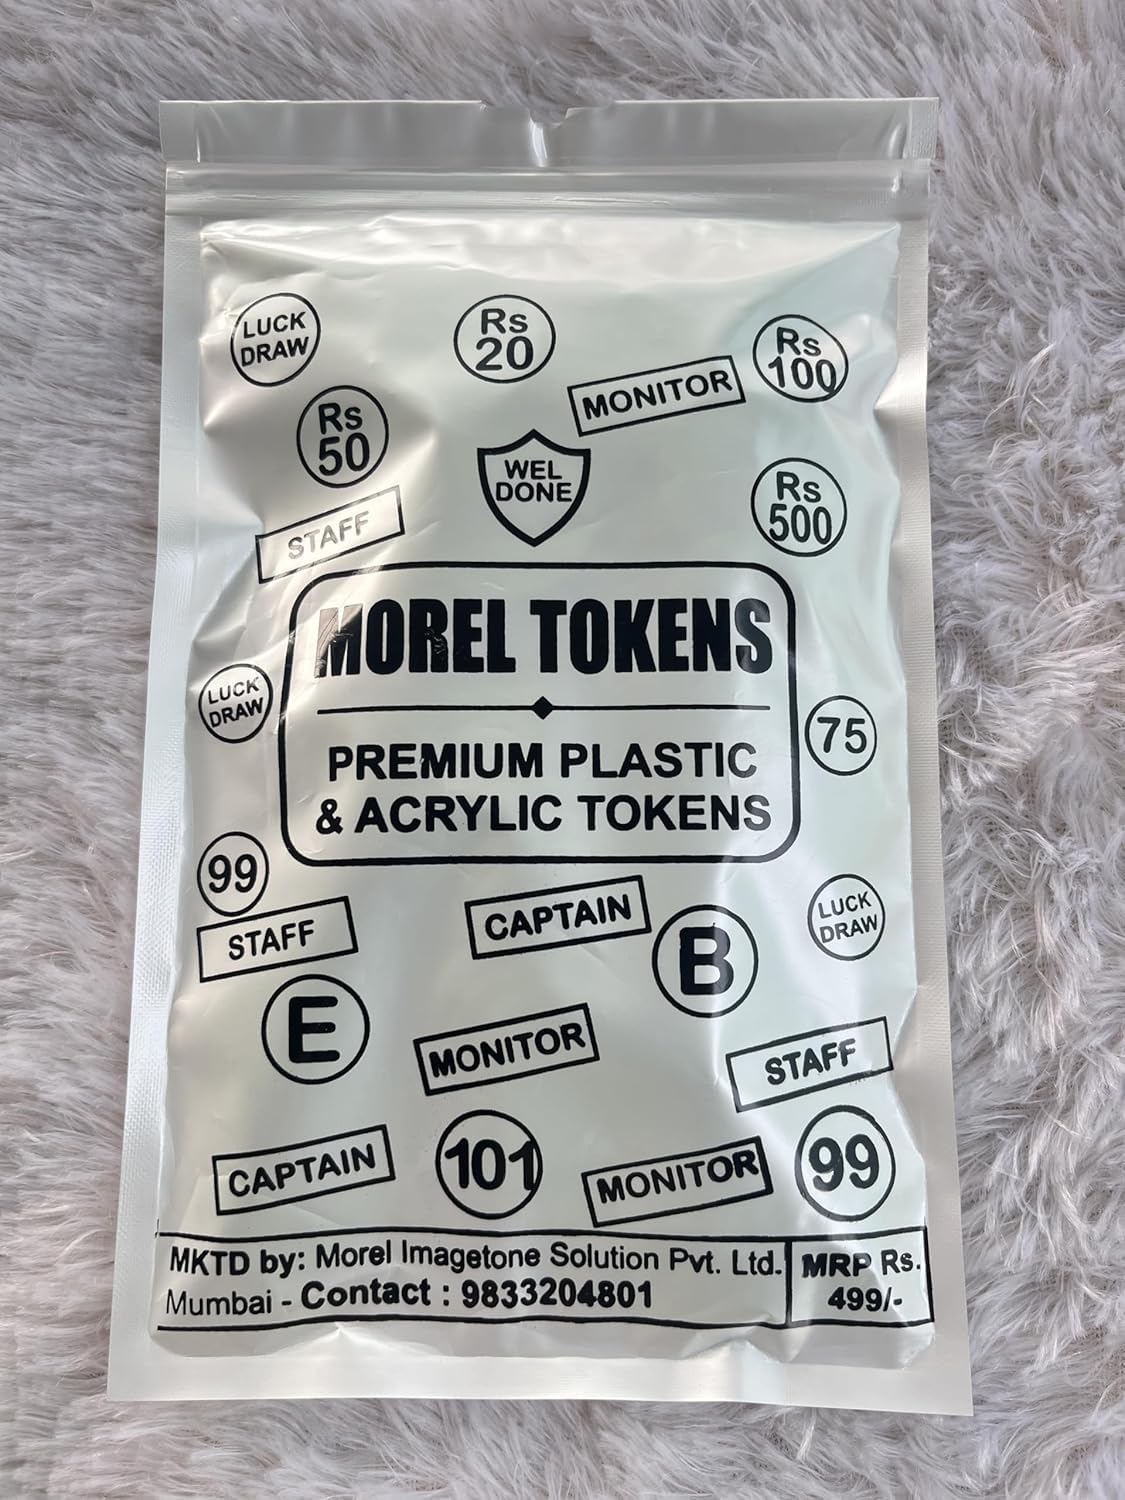 LUCK
DRAW
Rs
20
Rs
100
MONITOR
Rs
50
WEL
DONE
Rs
500
STAFF
MOREL TOKENS
LUCK
DRAW
75
PREMIUM PLASTIC
& ACRYLIC TOKENS
99
CAPTAIN
LUCK
DRAW
STAFF
B
E
MONITOR
STAFF
CAPTAIN
101
MONITOR
99
MKTD by: Morel Imagetone Solution Pvt. Ltd.
Mumbai - Contact : 9833204801
MRP Rs.
499/-